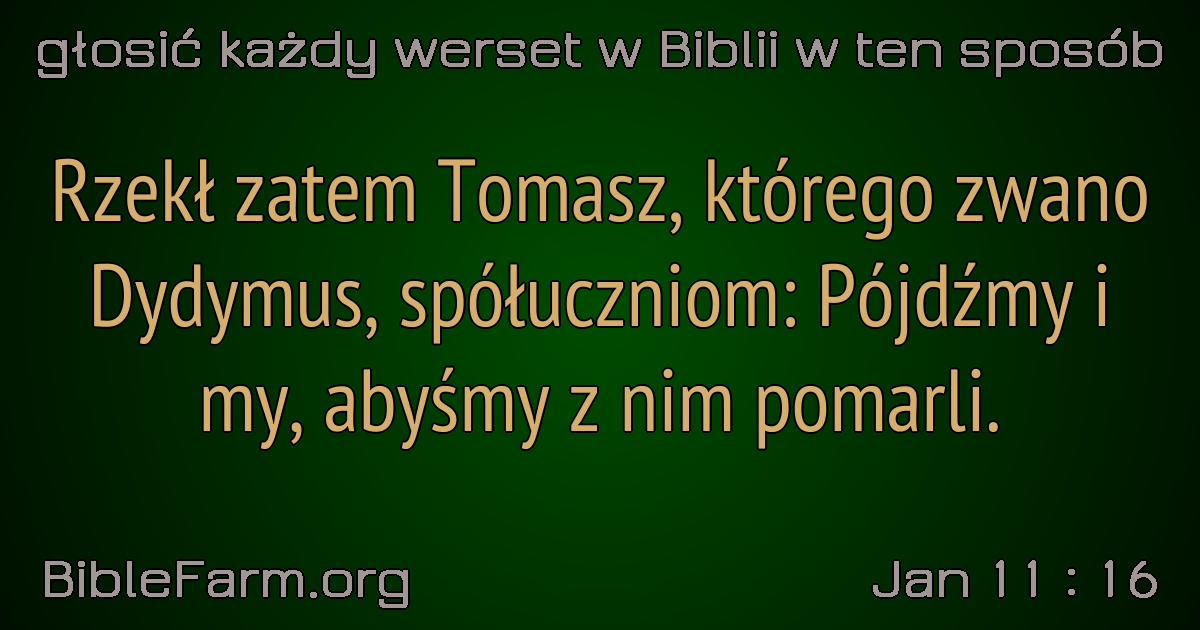 głosić każdy werset w Biblii w ten sposób
Rzekł zatem Tomasz, którego zwano
Dydymus, spółuczniom: Pójdźmy i
my, abyśmy z nim pomarli.
BibleFarm.org
Jan 11 : 16